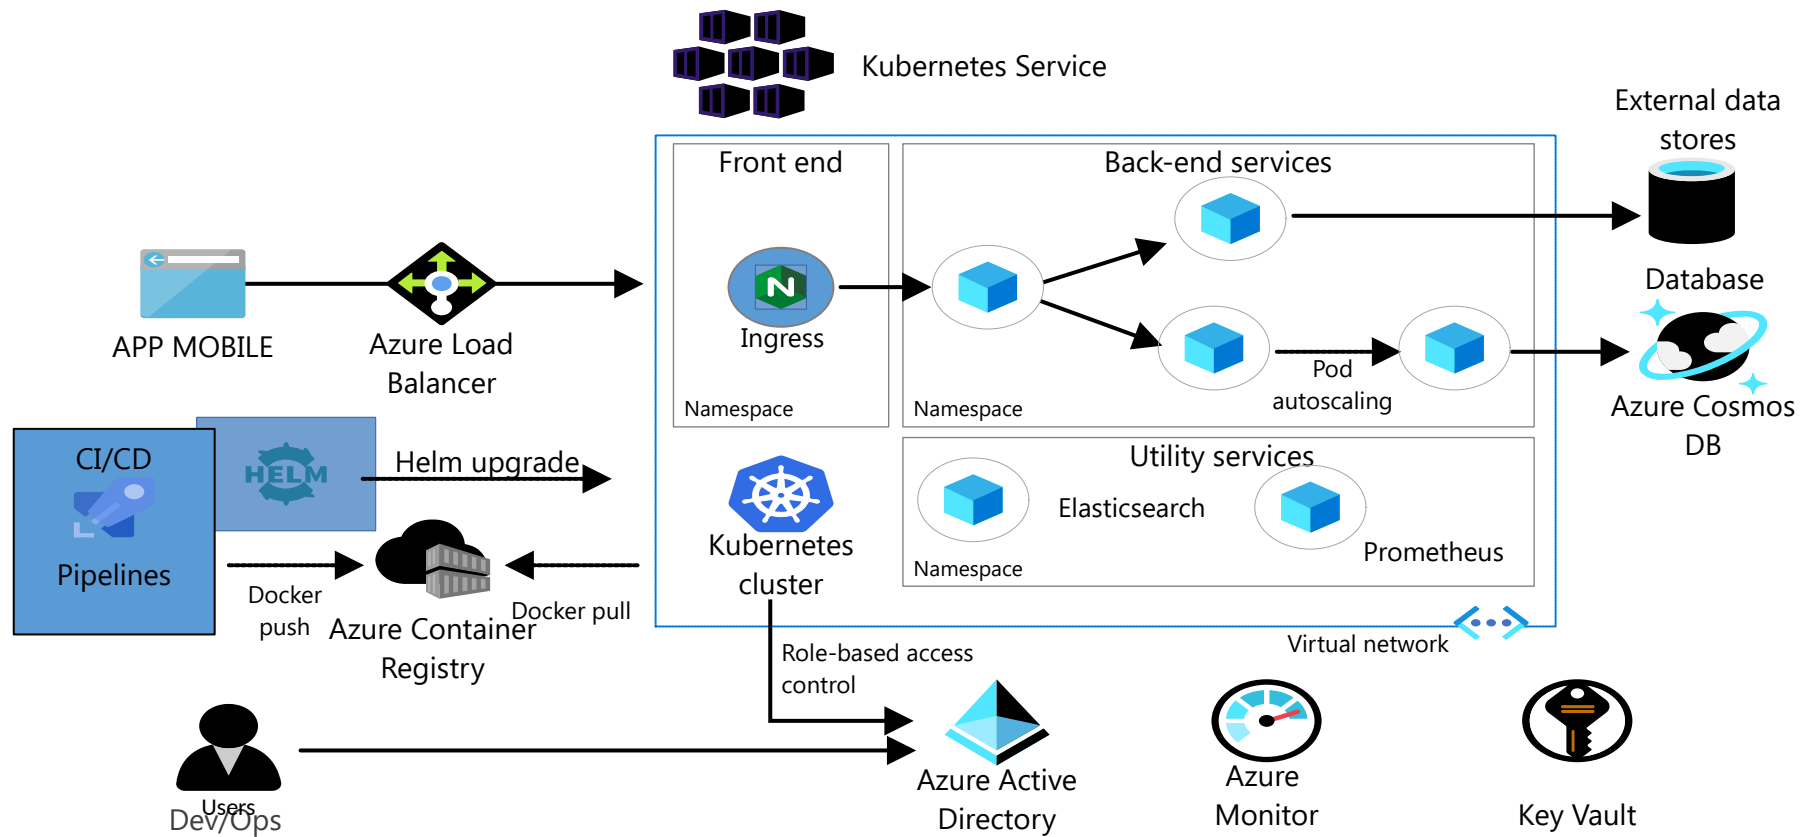 Kubernetes Service
External data
stores
Front end
Back-end services
Database
APP MOBILE
Azure Load
Balancer
Ingress
Pod
autoscaling
Namespace
Namespace
Azure Cosmos
DB
CI/CD
HELM
Helm upgrade
Utility services
Elasticsearch
Prometheus
Kubernetes
cluster
Namespace
Pipelines
Docker
push
Docker pull
Azure Container
Registry
Virtual network
Role-based access
control
Users
Dev/Ops
Azure Active
Directory
Azure
Monitor
Key Vault